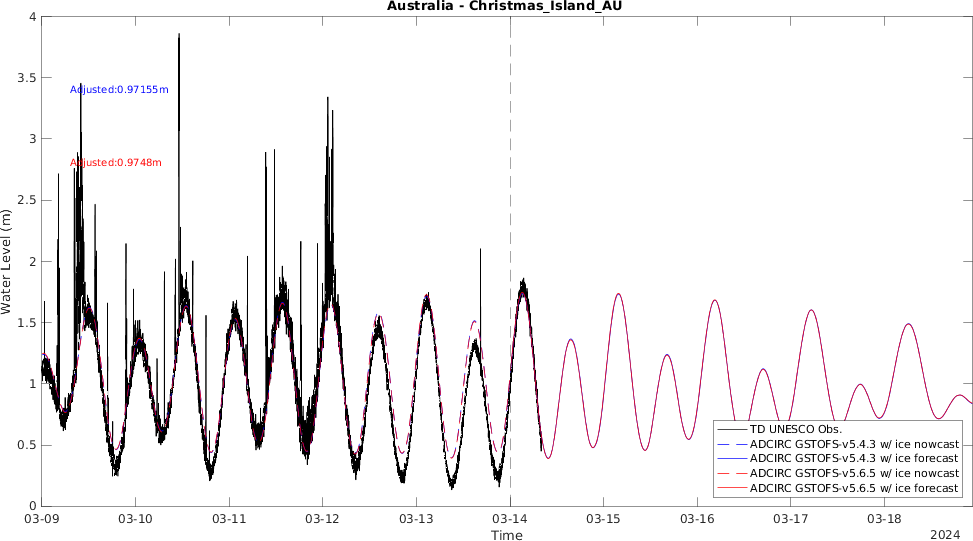 Australia - Christmas_Island_AU
4
3.5
3
2.5
2
1.5
1
0.5
0
Water Level (m)
Adjusted:0.97155m
Adjusted:0.9748m
TD UNESCO Obs.
ADCIRC GSTOFS-v5.4.3 w/ ice nowcast
ADCIRC GSTOFS-v5.4.3 w/ ice forecast
ADCIRC GSTOFS-v5.6.5 w/ ice nowcast
ADCIRC GSTOFS-v5.6.5 w/ ice forecast
03-09 03-10 03-11 03-12 03-13 03-14 03-15 03-16 03-17 03-18
Time
2024